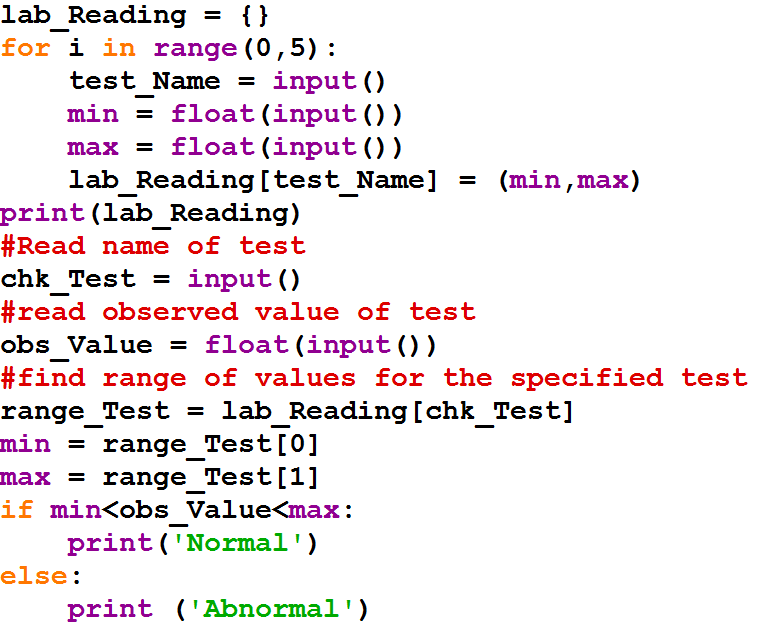 lab_Reading = {}
for i in range(0,5):
    test_Name = input()
    min = float(input())
    max = float(input())
    lab_Reading[test_Name] = (min,max)
print(lab_Reading)
#Read name of test
chk_Test = input()
#read observed value of test
obs_Value = float(input())
#find range of values for the specified test
range_Test = lab_Reading[chk_Test]
min = range_Test[0]
max = range_Test[1]
if min<obs_Value<max:
    print('Normal')
else:
    print ('Abnormal')